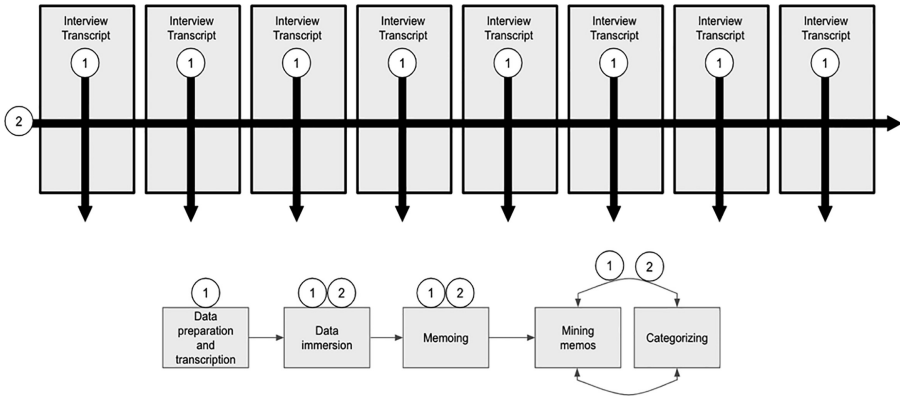 Interview
Transcript
Interview
Transcript
Interview
Transcript
Interview
Transcript
Interview
Transcript
Interview
Transcript
Interview
Transcript
Interview
Transcript
1 1 1 1 1 1 1 1
2
1
1 2
1 2
1 2
Data
preparation
and
transcription
Data
immersion
Memoing
Mining
memos
Categorizing